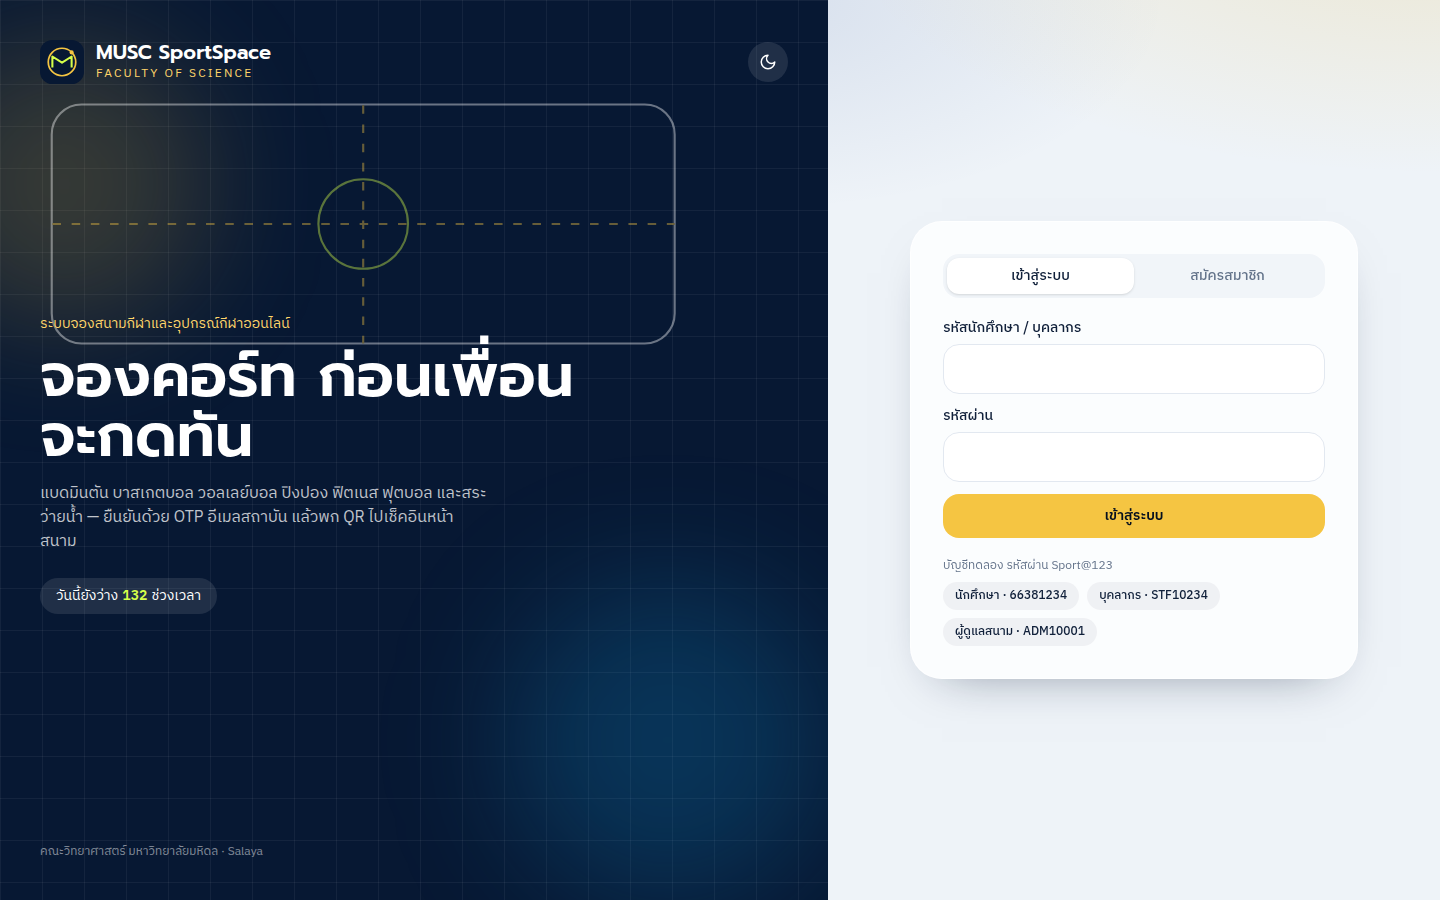 MUSC SportSpace
FACULTY OF SCIENCE
ระบบจองสนามกีฬาและอุปกรณ์กีฬาออนไลน์
จองคอร์ท ก่อนเพื่อน
จะกดทัน
แบดมินตัน บาสเกตบอล วอลเลย์บอล ปิงปอง ฟิตเนส ฟุตบอล และสระ
ว่ายน้ำ — ยืนยันด้วย OTP อีเมลสถาบัน แล้วพก QR ไปเช็คอินหน้า
สนาม
วันนี้ยังว่าง 132 ช่วงเวลา
คณะวิทยาศาสตร์ มหาวิทยาลัยมหิดล · Salaya
เข้าสู่ระบบ
สมัครสมาชิก
รหัสนักศึกษา / บุคลากร
รหัสผ่าน
เข้าสู่ระบบ
บัญชีทดลอง รหัสผ่าน Sport@123
นักศึกษา · 66381234
บุคลากร · STF10234
ผู้ดูแลสนาม · ADM10001